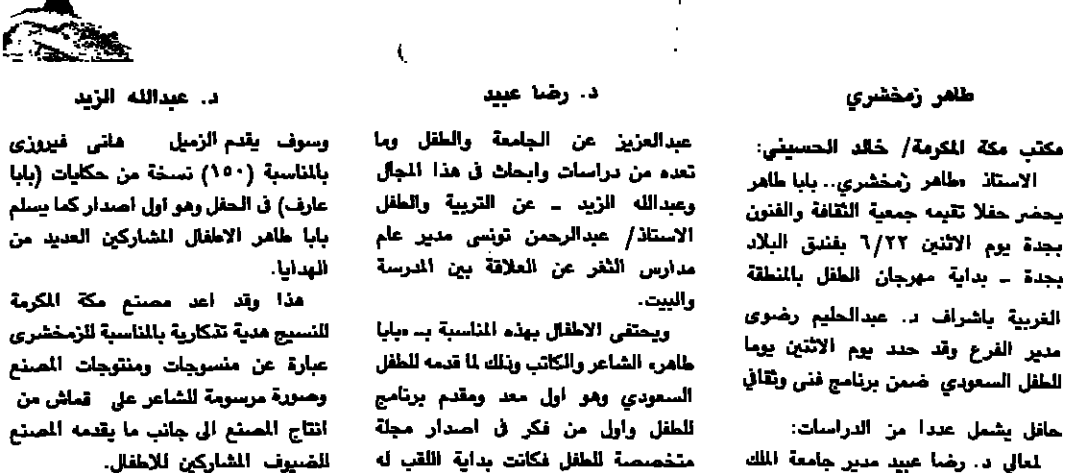 طاهر زمخشري
د. رضا عبيد
د. عبدالله الزيد
مكتب مكة المكرمة/ خالد الحسيني:
الاستاذ «طاهر زمخشري.. بابا طاهر
يحضر حفلا تقيمه جمعية الثقافة والفنون
بجدة يوم الاثنين ٦/٢٢ بفندق البلاد
بجدة ــ بداية مهرجان الطفل بالمنطقة
الغربية باشراف د. عبدالحليم رضوى
مدير الفرع وقد حدد يوم الاثنين يوما
للطفل السعودي ضمن برنامج فنى وثقافي
حافل يشمل عددا من الدراسات:
لمعالي د. رضا عبيد مدير جامعة الملك
عبدالعزيز عن الجامعة والطفل وما
تعده من دراسات وابحاث فى هذا المجال
وعبدالله الزيد ــ عن التربية والطفل
الاستاذ/ عبدالرحمن تونسى مدير عام
مدارس الثغر عن العلاقة بين المدرسة
والبيت.
ويحتفى الاطفال بهذه المناسبة بــ «بابا
طاهر» الشاعر والكاتب وذلك لما قدمه للطفل
السعودي وهو اول معد ومقدم برنامج
للطفل واول من فكر فى اصدار مجلة
متخصصة للطفل فكانت بداية اللقب له
وسوف يقدم الزميل هانى فيروزى
بالمناسبة (١٥٠) نسخة من حكايات (بابا
عارف) فى الحفل وهو اول اصدار كما يسلم
بابا طاهر الاطفال المشاركين العديد من
الهدايا.
هذا وقد اعد مصنع مكة المكرمة
للنسيج هدية تذكارية بالمناسبة للزمخشرى
عبارة عن منسوجات ومنتوجات المصنع
وصورة مرسومة للشاعر على قماش من
انتاج المصنع الى جانب ما يقدمه المصنع
للضيوف المشاركين للاطفال.